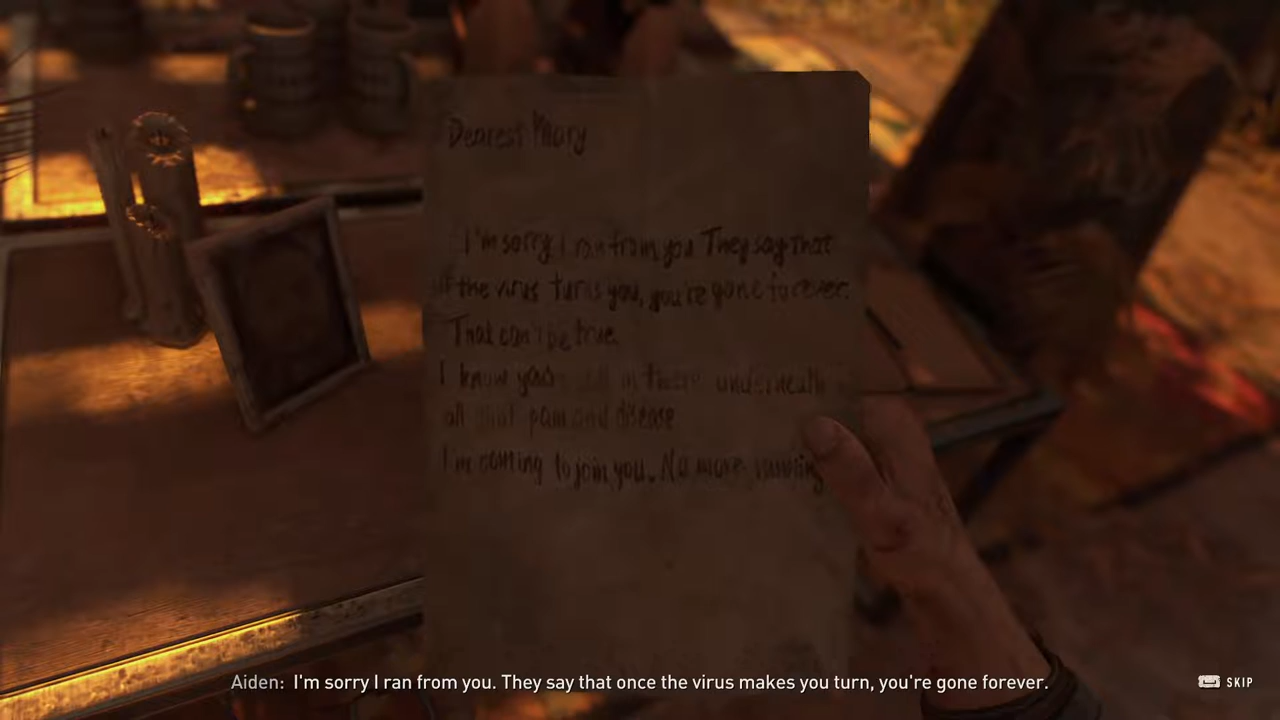 Dearest Mary
I'm sorry I ran from you They say that
if the virus turns you, you're gone forever.
That can't be true.
I know you in there underneath
all that pain and disease
I'm coming to join you. No more running
Aiden: I'm sorry I ran from you. They say that once the virus makes you turn, you're gone forever.
SKIP